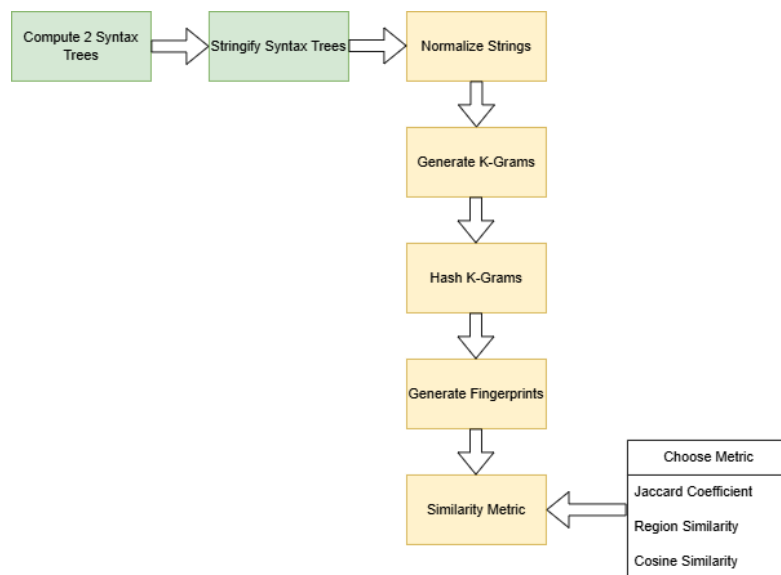 Compute 2 Syntax
Trees
Stringify Syntax Trees
Normalize Strings
Generate K-Grams
Hash K-Grams
Generate Fingerprints
Similarity Metric
Choose Metric
Jaccard Coefficient
Region Similarity
Cosine Similarity